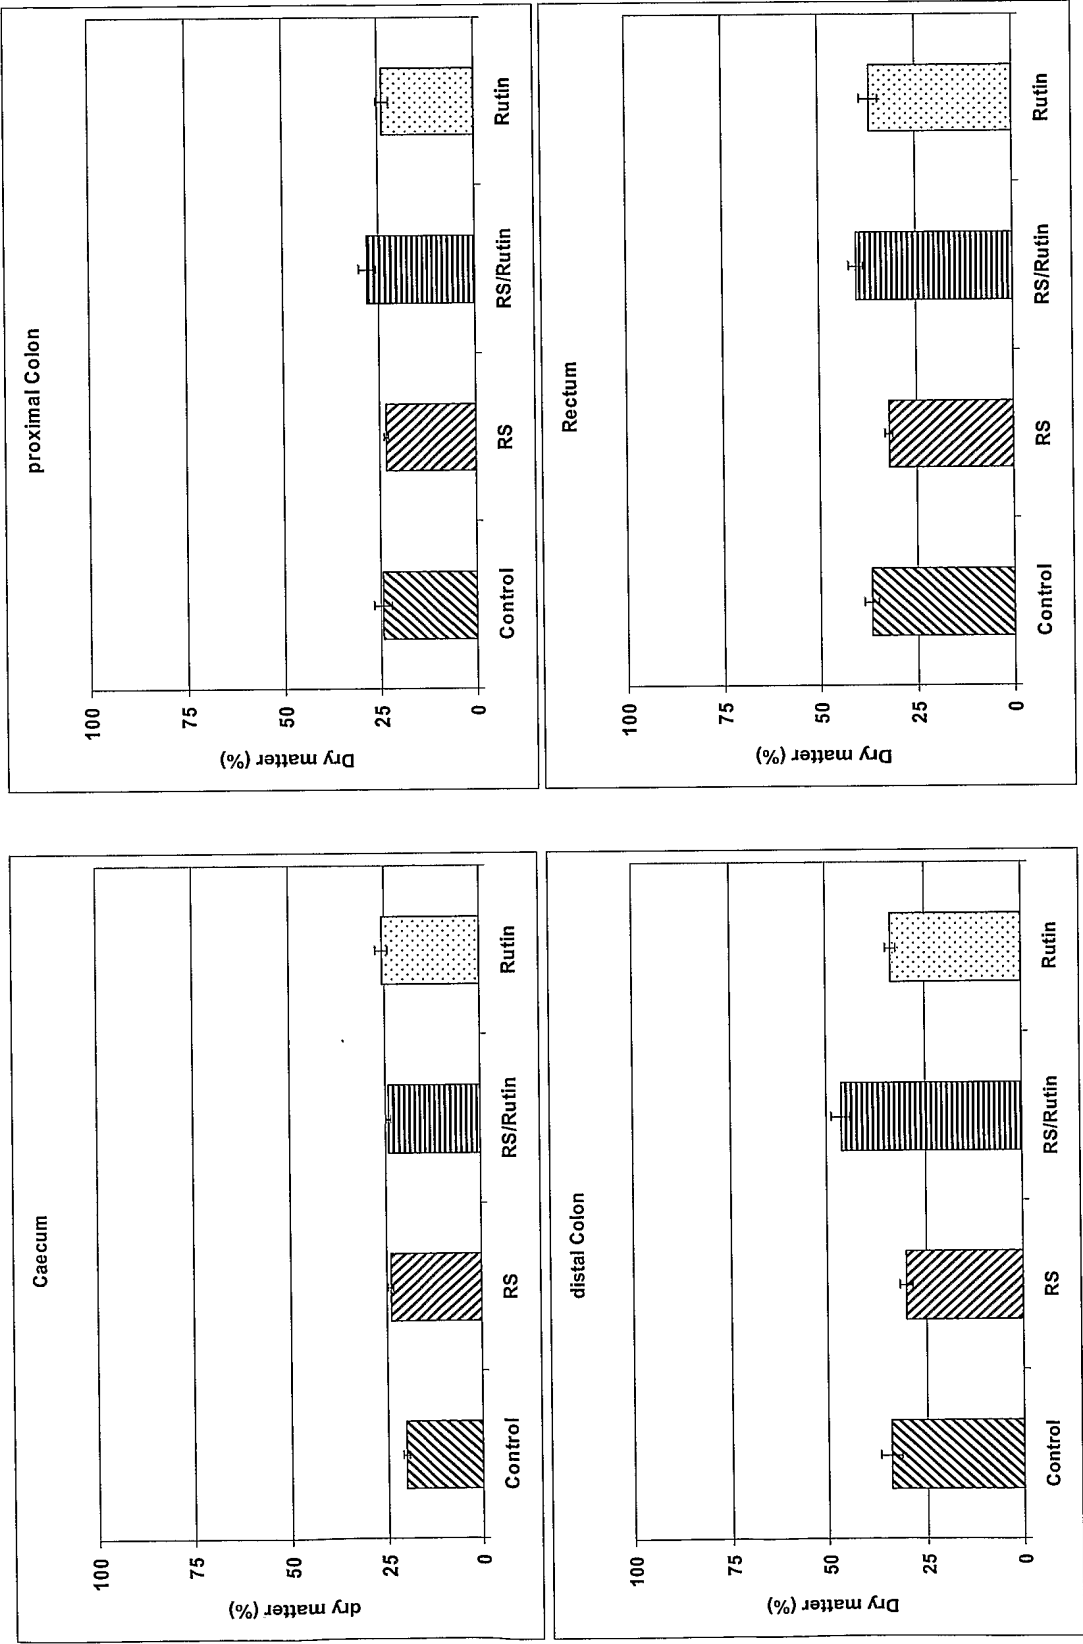 Caecum
dry matter (%)
100
75
50
25
0
Control
RS
RS/Rutin
Rutin
proximal Colon
Dry matter (%)
100
75
50
25
0
Control
RS
RS/Rutin
Rutin
distal Colon
Dry matter (%)
100
75
50
25
0
Control
RS
RS/Rutin
Rutin
Rectum
Dry matter (%)
100
75
50
25
0
Control
RS
RS/Rutin
Rutin